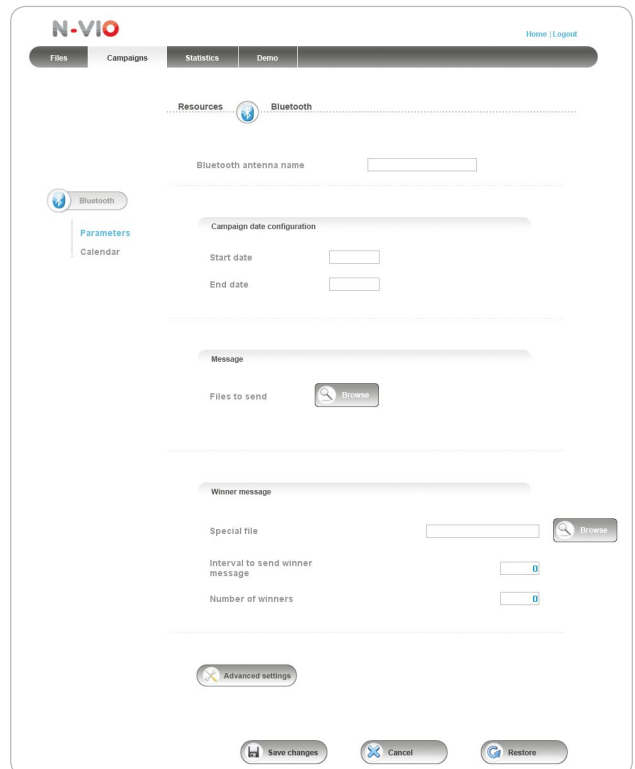 N-VIO
Home | Logout
Files Campaigns Statistics Demo
Resources Bluetooth
Bluetooth antenna name
Bluetooth
Parameters
Calendar
Campaign date configuration
Start date
End date
Message
Files to send Browse
Winner message
Special file Browse
Interval to send winner
message 0
Number of winners 0
Advanced settings
Save changes Cancel Restore